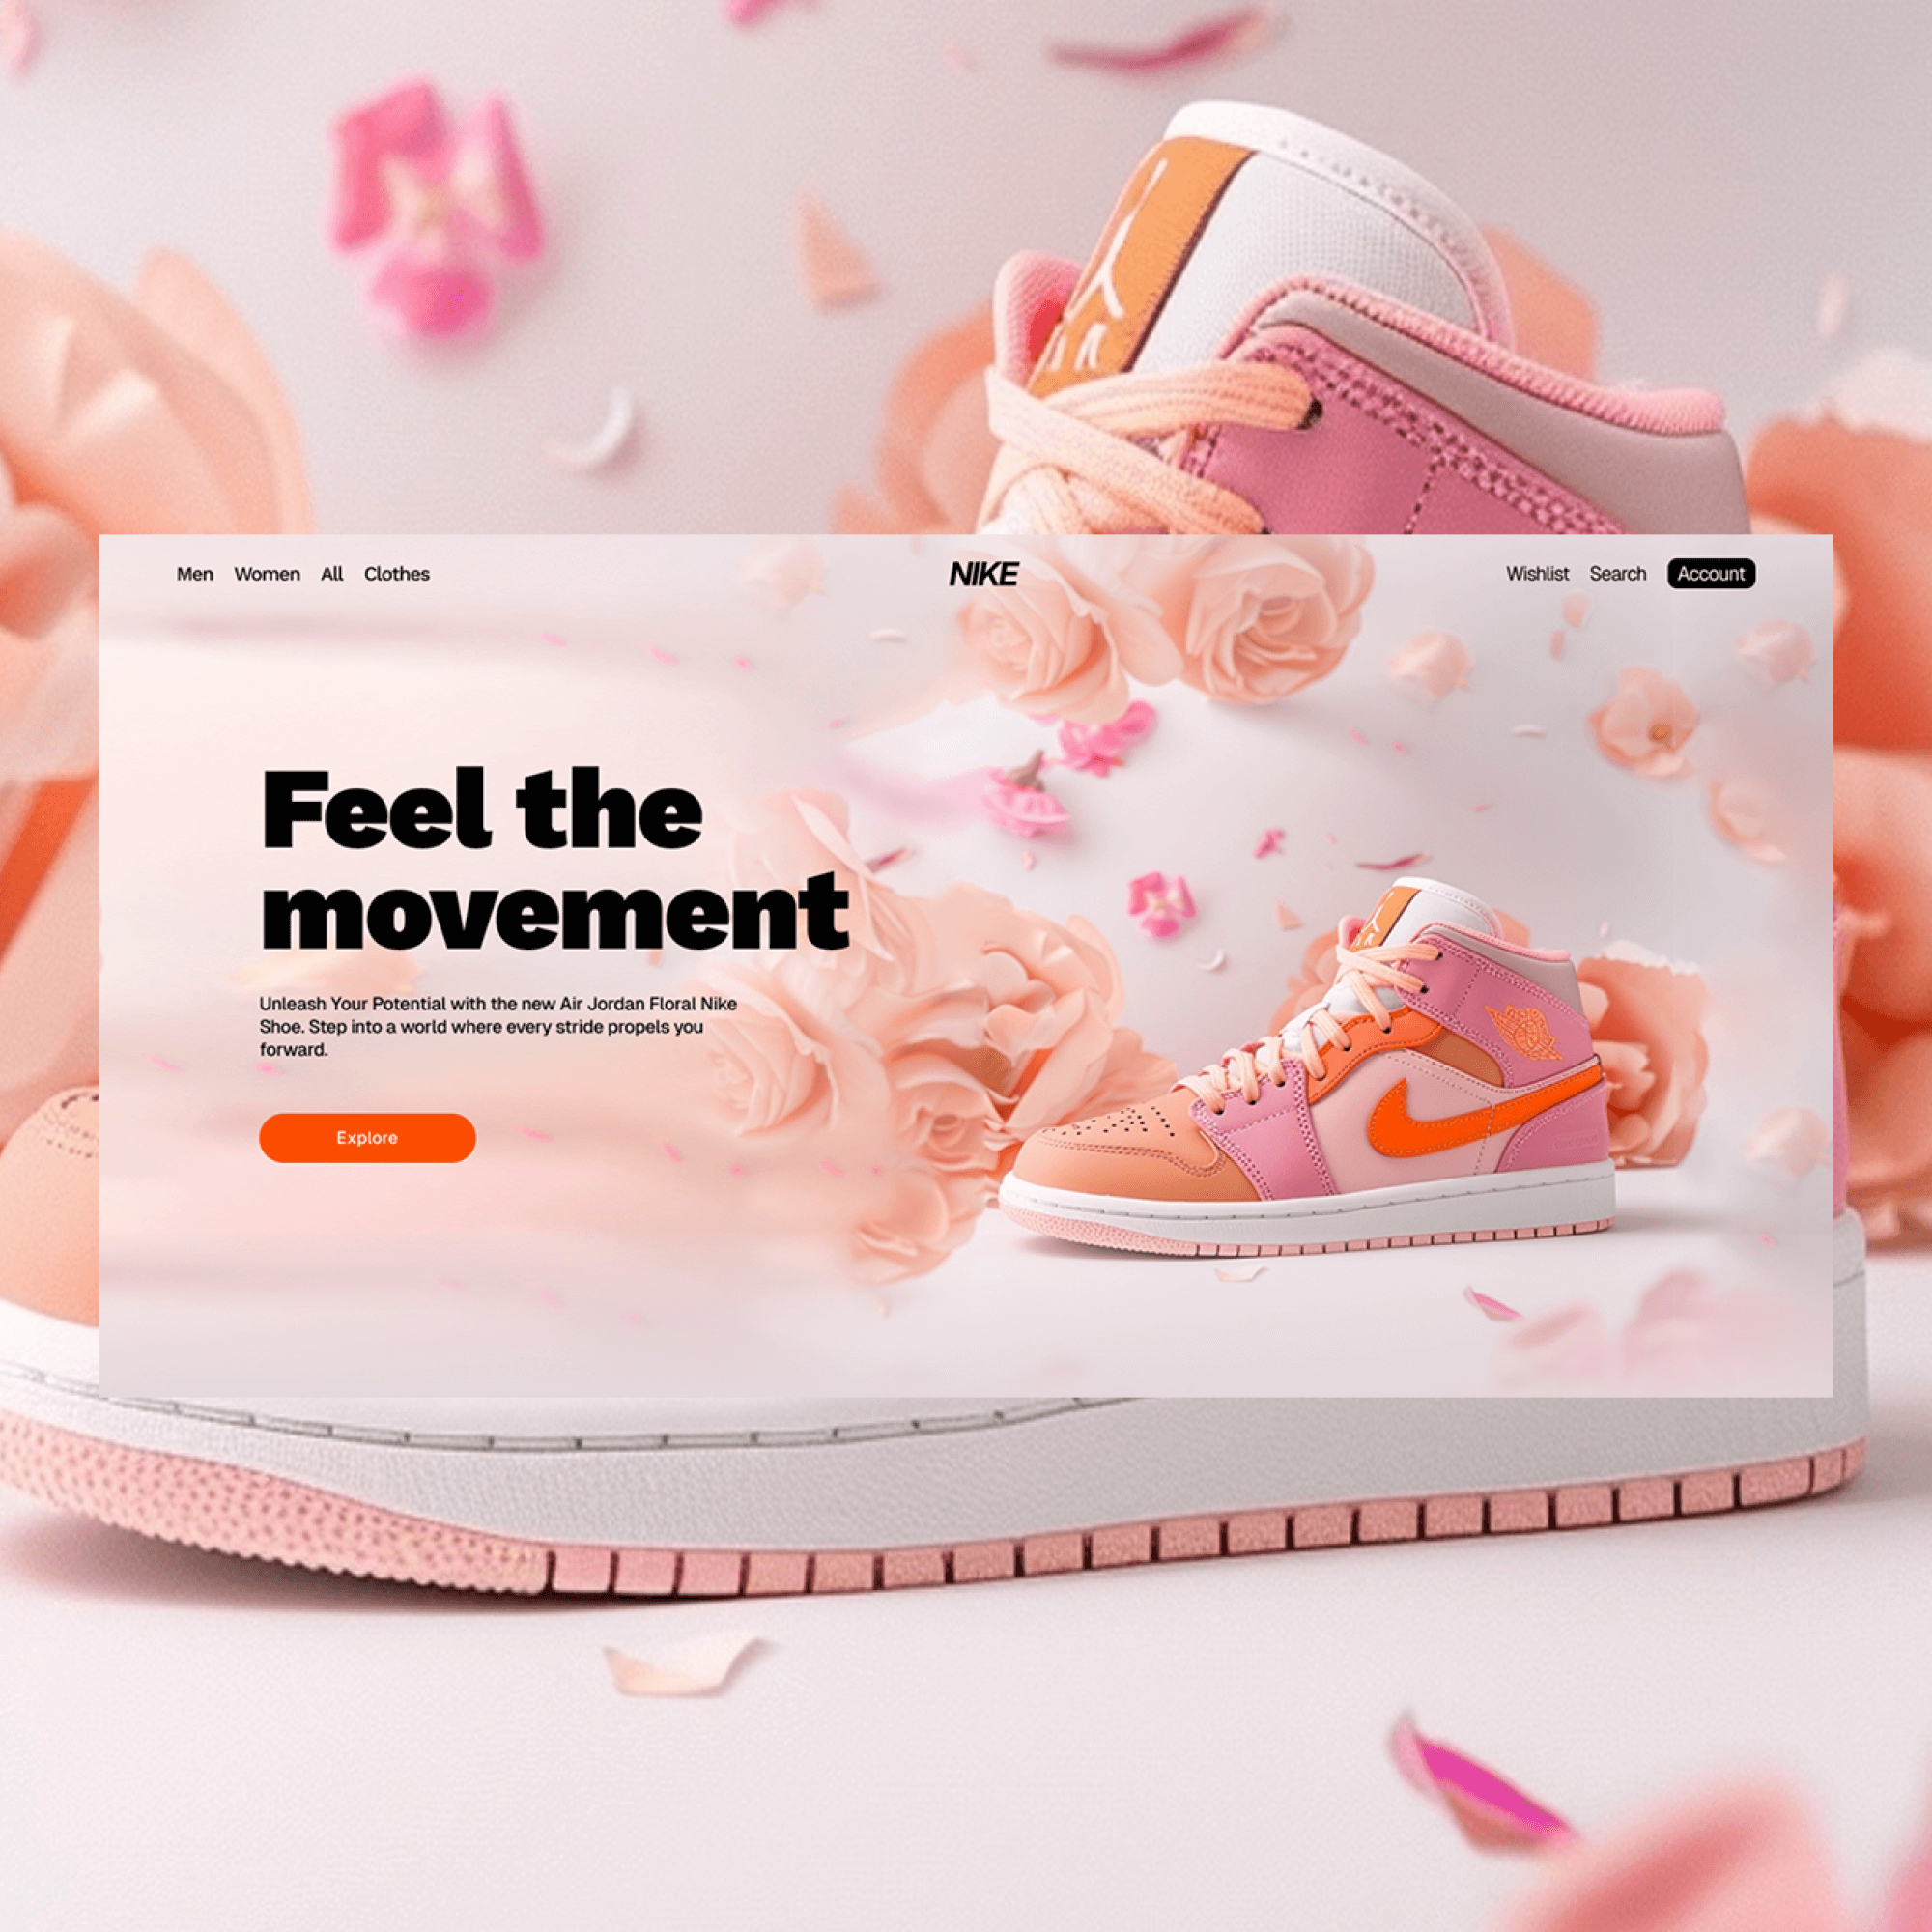 Men Women All Clothes NIKE Wishlist Search Account
Feel the
movement
Unleash Your Potential with the new Air Jordan Floral Nike
Shoe. Step into a world where every stride propels you
forward.
Explore